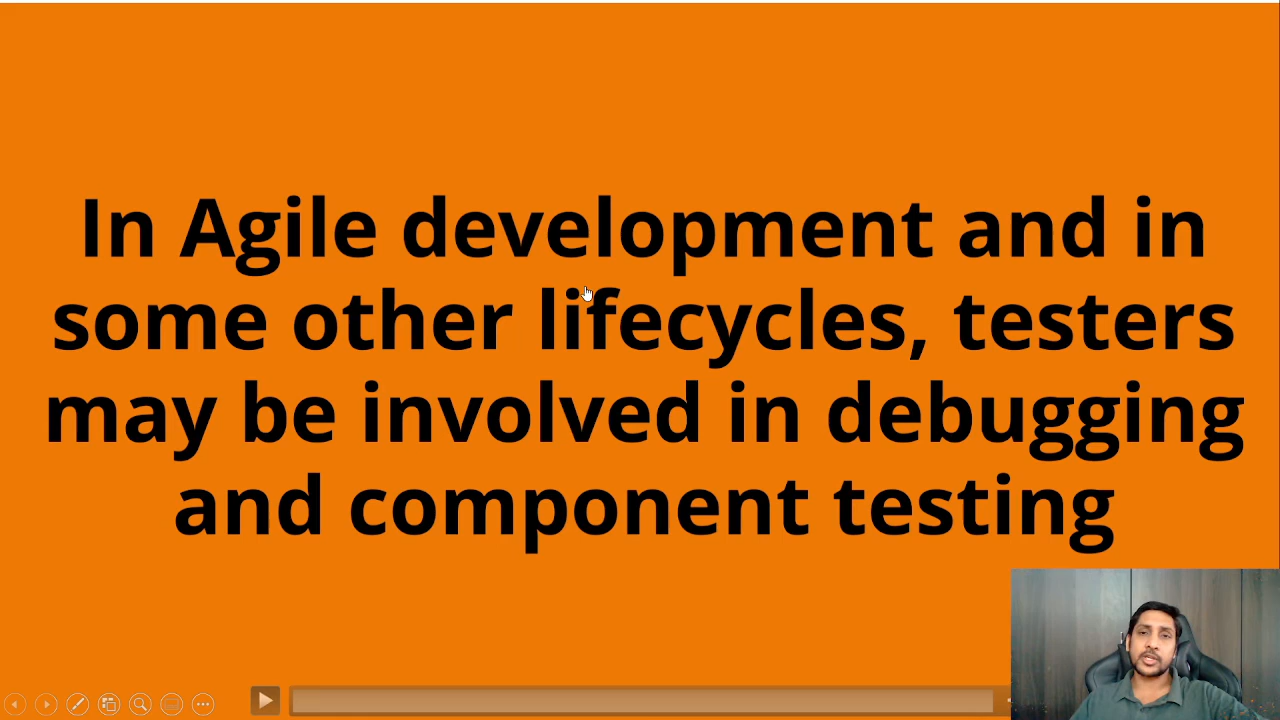 In Agile development and in
some other lifecycles, testers
may be involved in debugging
and component testing